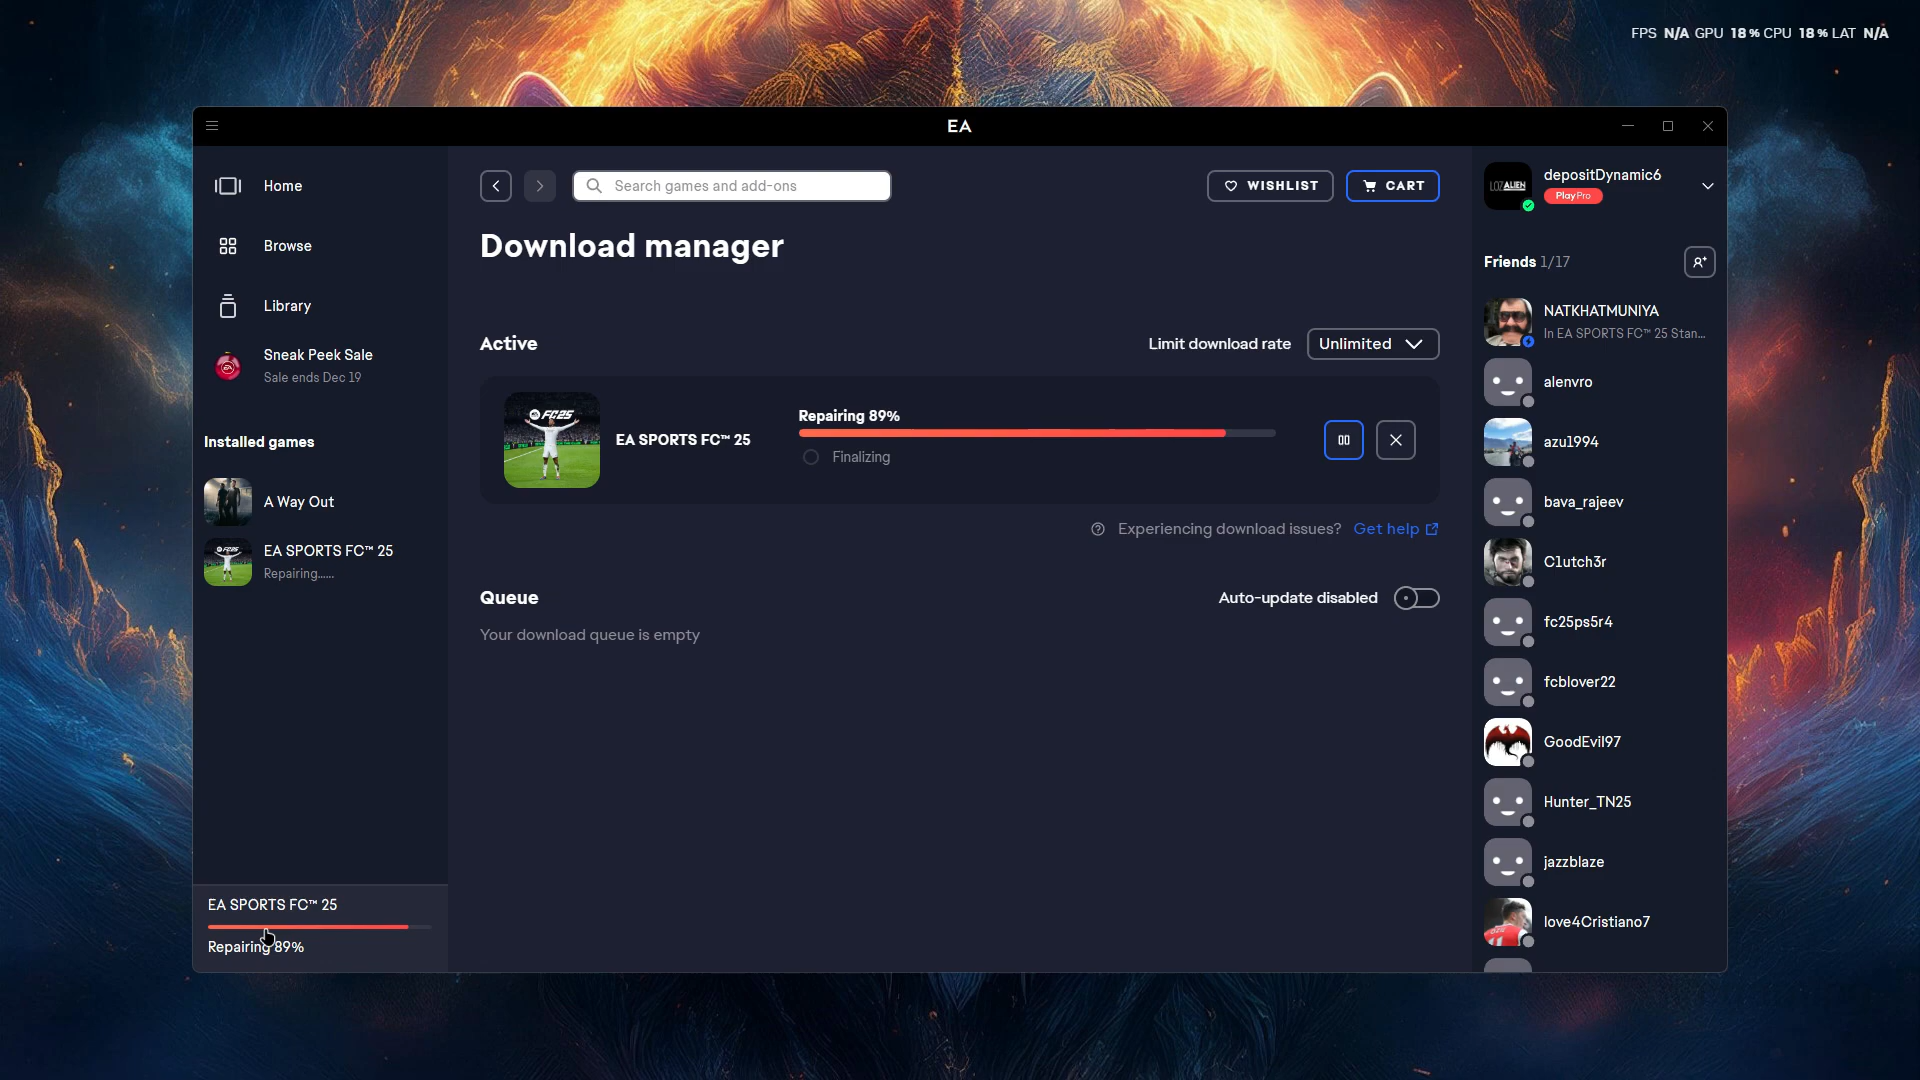 FPS N/A GPU 18% CPU 18% LAT N/A
EA
Home
Browse
Library
Sneak Peek Sale
Sale ends Dec 19
Installed games
A Way Out
EA SPORTS FC™ 25
Repairing......
EA SPORTS FC™ 25
Repairing 89%
Search games and add-ons
WISHLIST
CART
Download manager
Active
Limit download rate
Unlimited
FC25
EA SPORTS FC™ 25
Repairing 89%
Finalizing
Experiencing download issues? Get help
Queue
Auto-update disabled
Your download queue is empty
depositDynamic6
Play Pro
Friends 1/17
NATKHATMUNIYA
In EA SPORTS FC™ 25 Stan...
alenvro
azu1994
bava_rajeev
C1utch3r
fc25ps5r4
fcblover22
GoodEvil97
Hunter_TN25
jazzblaze
love4Cristiano7